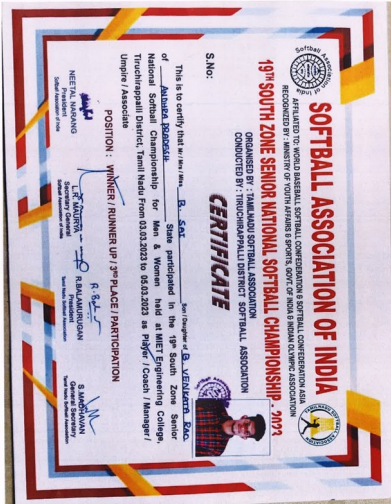 SOFTBALL ASSOCIATION OF INDIA
AFFILIATED TO: WORLD BASEBALL SOFTBALL CONFEDERATION & SOFTBALL CONFEDERATION ASIA
RECOGNIZED BY: MINISTRY OF YOUTH AFFAIRS & SPORTS, GOVT. OF INDIA & INDIAN OLYMPIC ASSOCIATION
19TH SOUTH ZONE SENIOR NATIONAL SOFTBALL CHAMPIONSHIP - 2023
ORGANISED BY: TAMILNADU SOFTBALL ASSOCIATION
CONDUCTED BY: TIRUCHIRAPPALLI DISTRICT SOFTBALL ASSOCIATION
CERTIFICATE
S.No:
This is to certify that Mr / Mrs / Miss B. SAI Son / Daughter of B VENKATA RAO
of ANDHRA PRADESH State participated in the 19th South Zone Senior
National Softball Championship for Men & Women held at MIET Engineering College,
Tiruchirappalli District, Tamil Nadu From 03.03.2023 to 05.03.2023 as Player / Coach / Manager /
Umpire / Associate
POSITION : WINNER / RUNNER UP / 3RD PLACE / PARTICIPATION
NEETAL NARANG
President
Softball Association of India
L.R. MAURYA
Secretary General
Softball Association of India
R.BALAMURUGAN
President
Tamil Nadu Softball Association
S.MADHAVAN
General Secretary
Tamil Nadu Softball Association